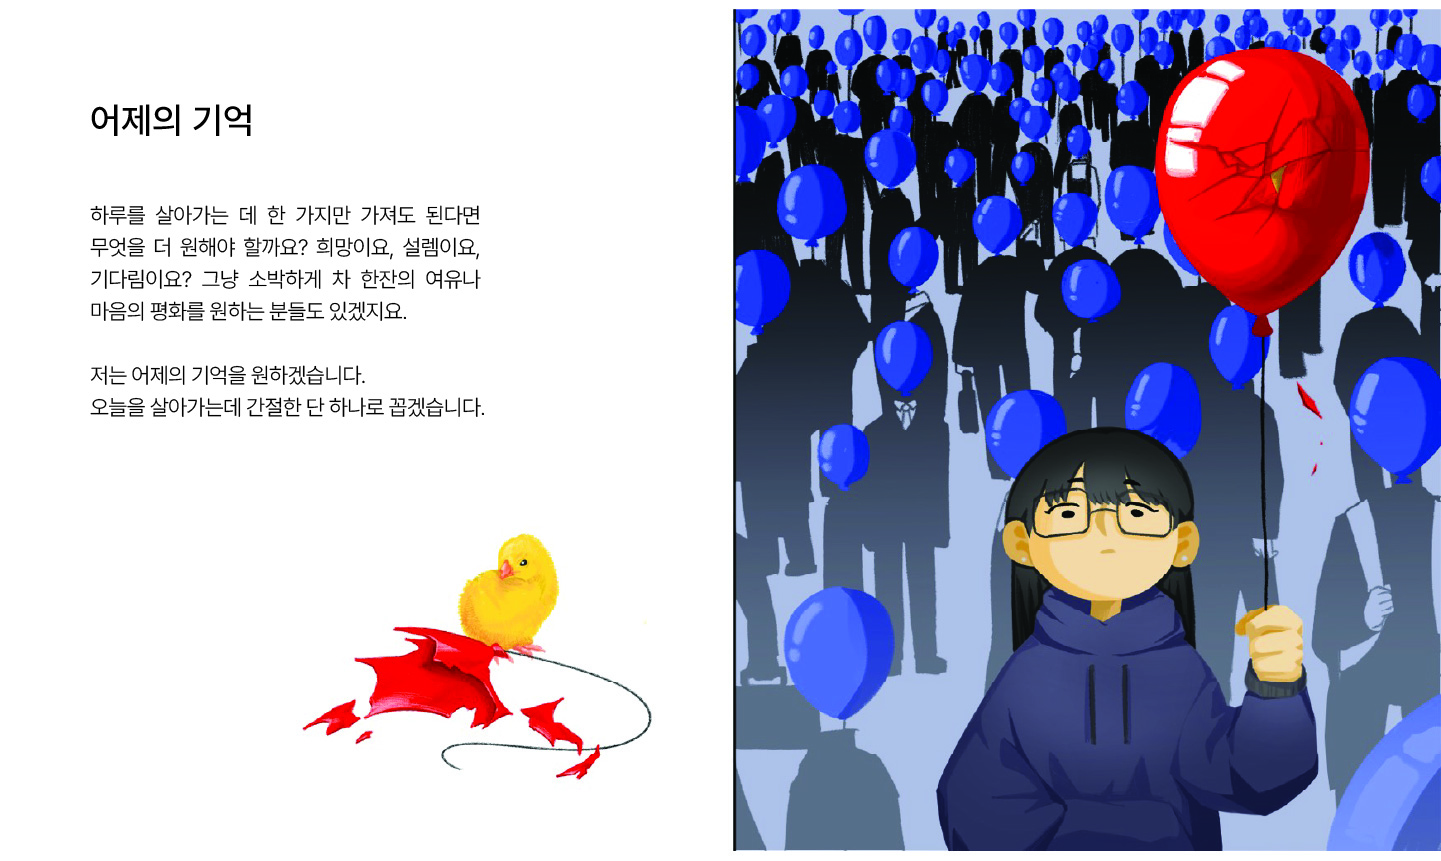 어제의 기억
하루를 살아가는 데 한 가지만 가져도 된다면
무엇을 더 원해야 할까요? 희망이요, 설렘이요,
기다림이요? 그냥 소박하게 차 한잔의 여유나
마음의 평화를 원하는 분들도 있겠지요.
저는 어제의 기억을 원하겠습니다.
오늘을 살아가는데 간절한 단 하나로 꼽겠습니다.